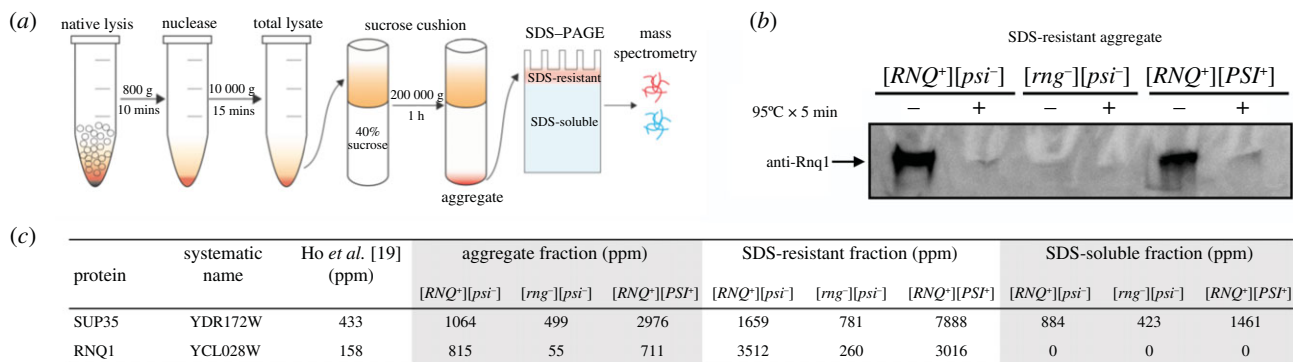 (a)
native lysis
nuclease
total lysate
sucrose cushion
SDS–PAGE
mass
spectrometry
800 g
10 mins
10 000 g
15 mins
200 000 g
1 h
40%
sucrose
SDS-resistant
SDS-soluble
aggregate
(b)
SDS-resistant aggregate
[RNQ⁺][psi⁻] [rnq⁻][psi⁻] [RNQ⁺][PSI⁺]
95°C × 5 min – + – + – +
anti-Rnq1
(c)
protein systematic name Ho et al. [19] (ppm) aggregate fraction (ppm) SDS-resistant fraction (ppm) SDS-soluble fraction (ppm)
[RNQ⁺][psi⁻] [rnq⁻][psi⁻] [RNQ⁺][PSI⁺] [RNQ⁺][psi⁻] [rnq⁻][psi⁻] [RNQ⁺][PSI⁺] [RNQ⁺][psi⁻] [rnq⁻][psi⁻] [RNQ⁺][PSI⁺]
SUP35 YDR172W 433 1064 499 2976 1659 781 7888 884 423 1461
RNQ1 YCL028W 158 815 55 711 3512 260 3016 0 0 0